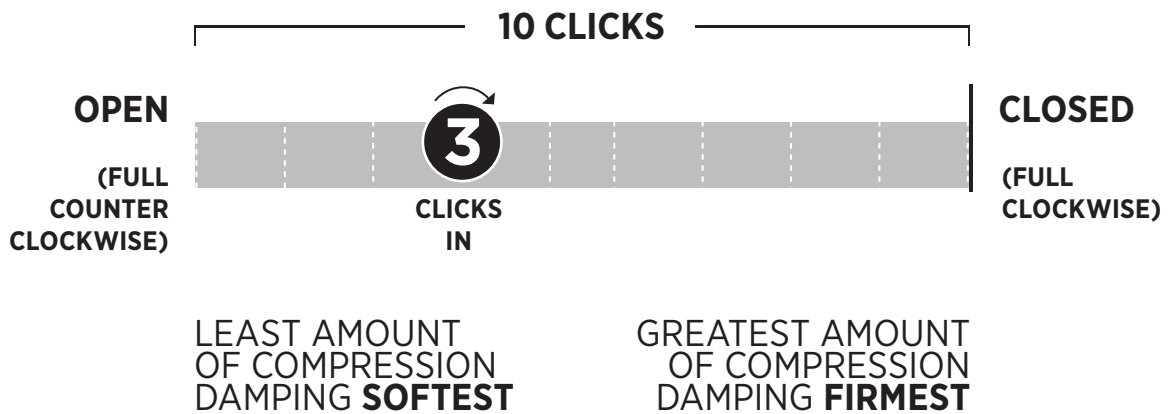 10 CLICKS
OPEN
(FULL
COUNTER
CLOCKWISE)
3
CLICKS
IN
CLOSED
(FULL
CLOCKWISE)
LEAST AMOUNT
OF COMPRESSION
DAMPING SOFTEST
GREATEST AMOUNT
OF COMPRESSION
DAMPING FIRMEST